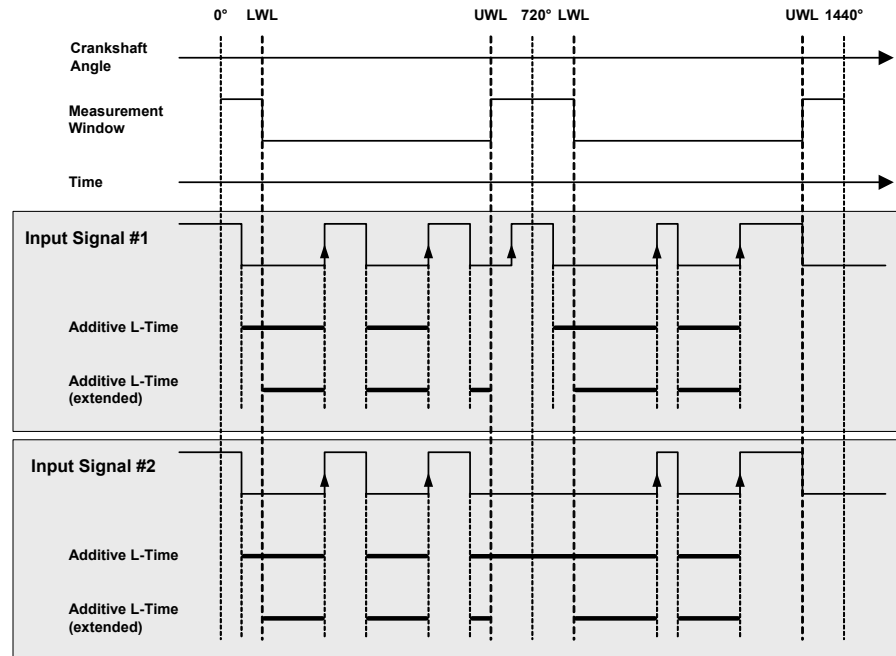 0° LWL UWL 720° LWL UWL 1440°
Crankshaft
Angle
Measurement
Window
Time
Input Signal #1
Additive L-Time
Additive L-Time
(extended)
Input Signal #2
Additive L-Time
Additive L-Time
(extended)